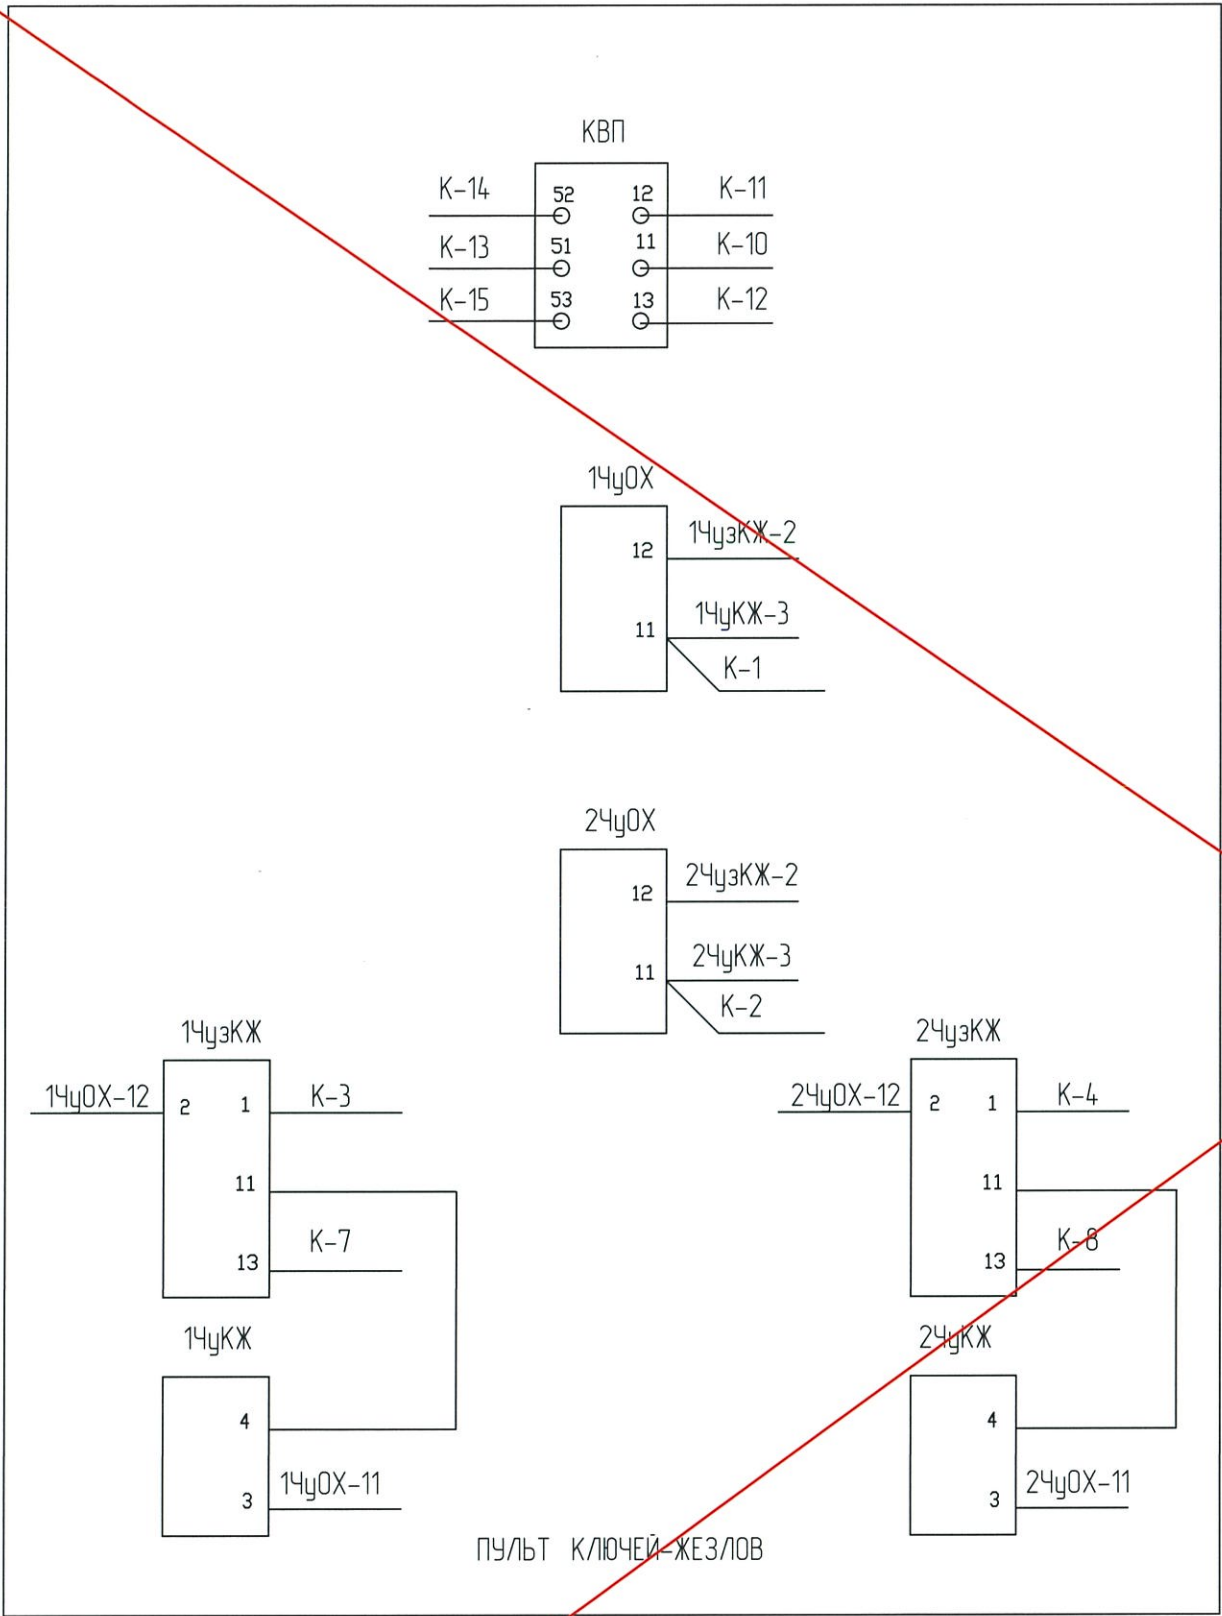 КВП
К-14 52 12 К-11
К-13 51 11 К-10
К-15 53 13 К-12
1ЧуОХ
12 1ЧузКЖ-2
11 1ЧуКЖ-3
К-1
2ЧуОХ
12 2ЧузКЖ-2
11 2ЧуКЖ-3
К-2
1ЧузКЖ
1ЧуОХ-12 2 1 К-3
11
13 К-7
1ЧуКЖ
4
3 1ЧуОХ-11
2ЧузКЖ
2ЧуОХ-12 2 1 К-4
11
13 К-8
2ЧуКЖ
4
3 2ЧуОХ-11
ПУЛЬТ КЛЮЧЕЙ-ЖЕЗЛОВ